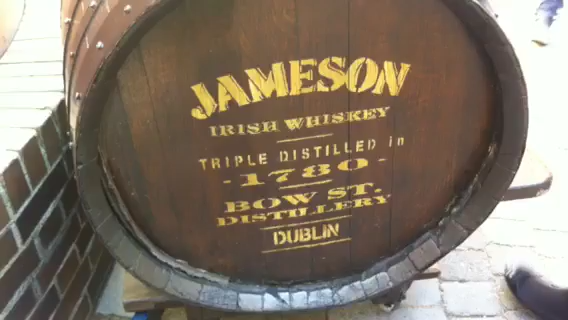 JAMESON
IRISH WHISKEY
TRIPLE DISTILLED in
-1780-
BOW ST.
DISTILLERY
DUBLIN